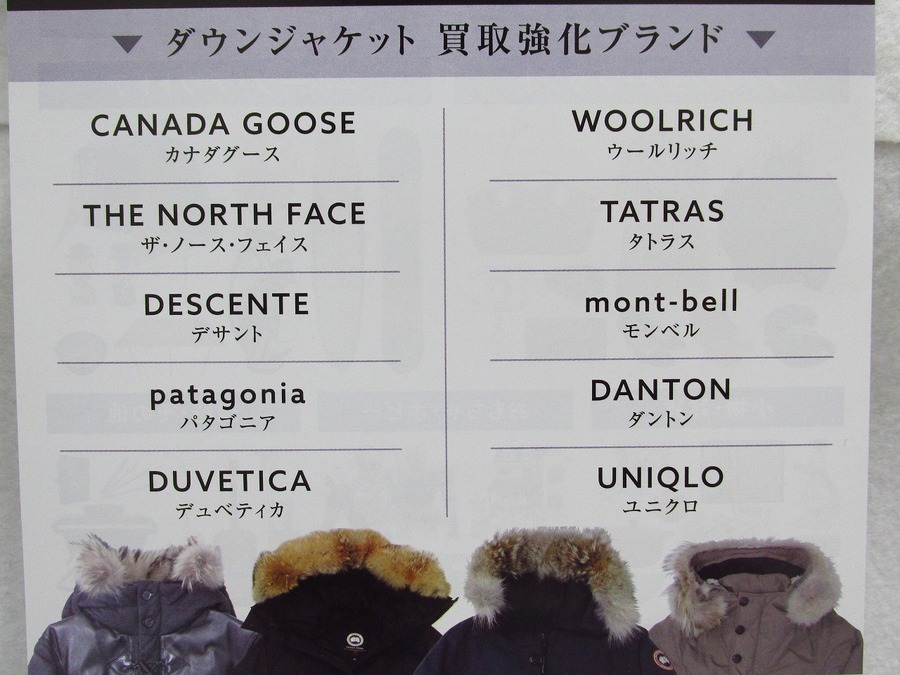 ▼ ダウンジャケット 買取強化ブランド ▼
CANADA GOOSE
カナダグース
THE NORTH FACE
ザ・ノース・フェイス
DESCENTE
デサント
patagonia
パタゴニア
DUVETICA
デュベティカ
WOOLRICH
ウールリッチ
TATRAS
タトラス
mont-bell
モンベル
DANTON
ダントン
UNIQLO
ユニクロ